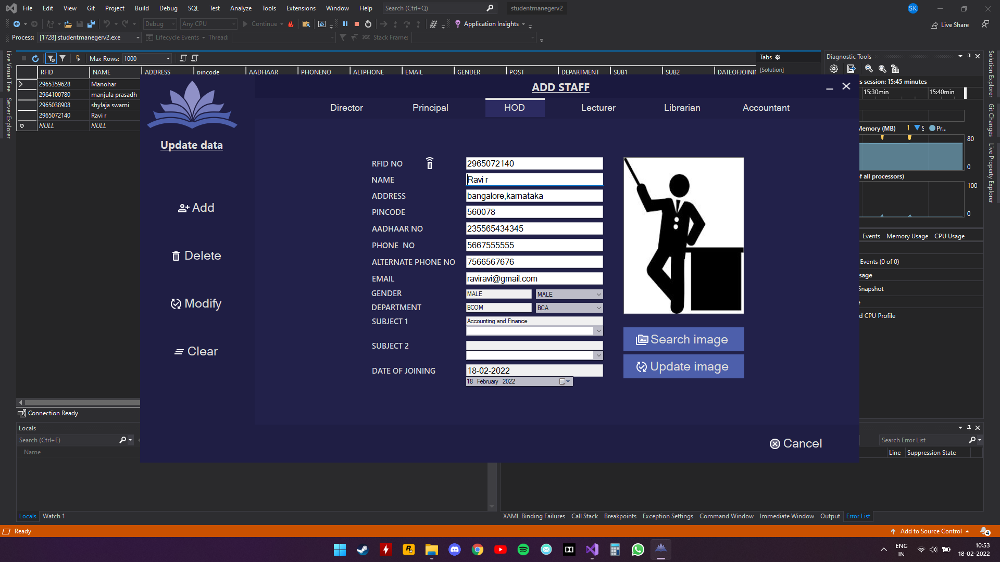 File Edit View Git Project Build Debug SQL Test Analyze Tools Extensions Window Help Search (Ctrl+Q) studentmanegerv2 SK
Debug Any CPU Continue Application Insights Live Share
Process: [1728] studentmanegerv2.exe Lifecycle Events Thread: Stack Frame:
Live Visual Tree
Server Explorer
Max Rows: 1000
RFID NAME ADDRESS pincode AADHAAR PHONENO ALTPHONE EMAIL GENDER POST DEPARTMENT SUB1 SUB2 DATEOFJOININ
2965359628 Manohar
2964100780 manjula prasadh
2965038908 shylaja swami
2965072140 Ravi r
NULL NULL
Tabs
[Solution]
Diagnostic Tools
s session: 15:45 minutes
15:30min 15:40min
Memory (MB) S Pr...
80
0
of all processors)
100
0
Events Memory Usage CPU Usage
Events (0 of 0)
sage
Snapshot
d CPU Profile
Solution Explorer
Git Changes
Live Property Explorer
ADD STAFF
Director Principal HOD Lecturer Librarian Accountant
Update data
Add
Delete
Modify
Clear
RFID NO 2965072140
NAME Ravi r
ADDRESS bangalore,karnataka
PINCODE 560078
AADHAAR NO 235565434345
PHONE NO 5667555555
ALTERNATE PHONE NO 7566567676
EMAIL raviravi@gmail.com
GENDER MALE MALE
DEPARTMENT BCOM BCA
SUBJECT 1 Accounting and Finance
SUBJECT 2
DATE OF JOINING 18-02-2022
18 February 2022
Search image
Update image
Cancel
Connection Ready
Locals
Search (Ctrl+E)
Name
Locals Watch 1
Search Error List
Line Suppression State
XAML Binding Failures Call Stack Breakpoints Exception Settings Command Window Immediate Window Output Error List
Ready
Add to Source Control 4
ENG
IN
10:53
18-02-2022